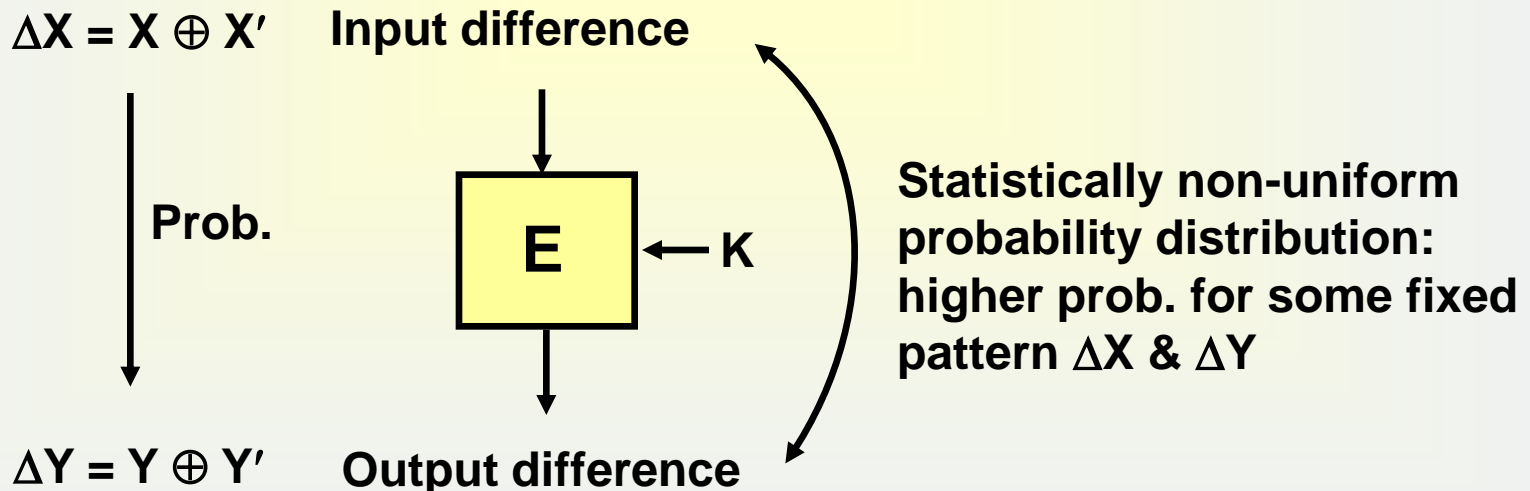 ΔX = X ⊕ X′ Input difference
Prob.
E
K
Statistically non-uniform
probability distribution:
higher prob. for some fixed
pattern ΔX & ΔY
ΔY = Y ⊕ Y′ Output difference